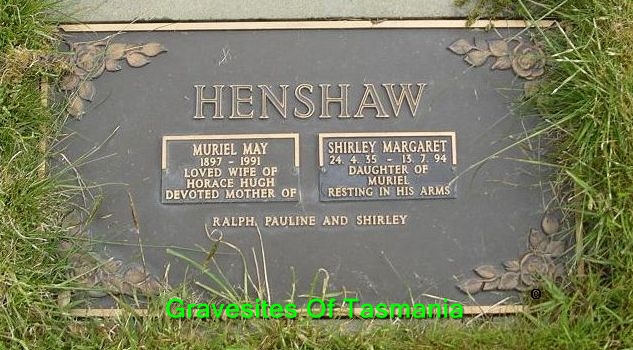 HENSHAW
MURIEL MAY
1897 - 1991
LOVED WIFE OF
HORACE HUGH
DEVOTED MOTHER OF
SHIRLEY MARGARET
24. 4. 35 - 13. 7. 94
DAUGHTER OF
MURIEL
RESTING IN HIS ARMS
RALPH, PAULINE AND SHIRLEY
Gravesites Of Tasmania
©